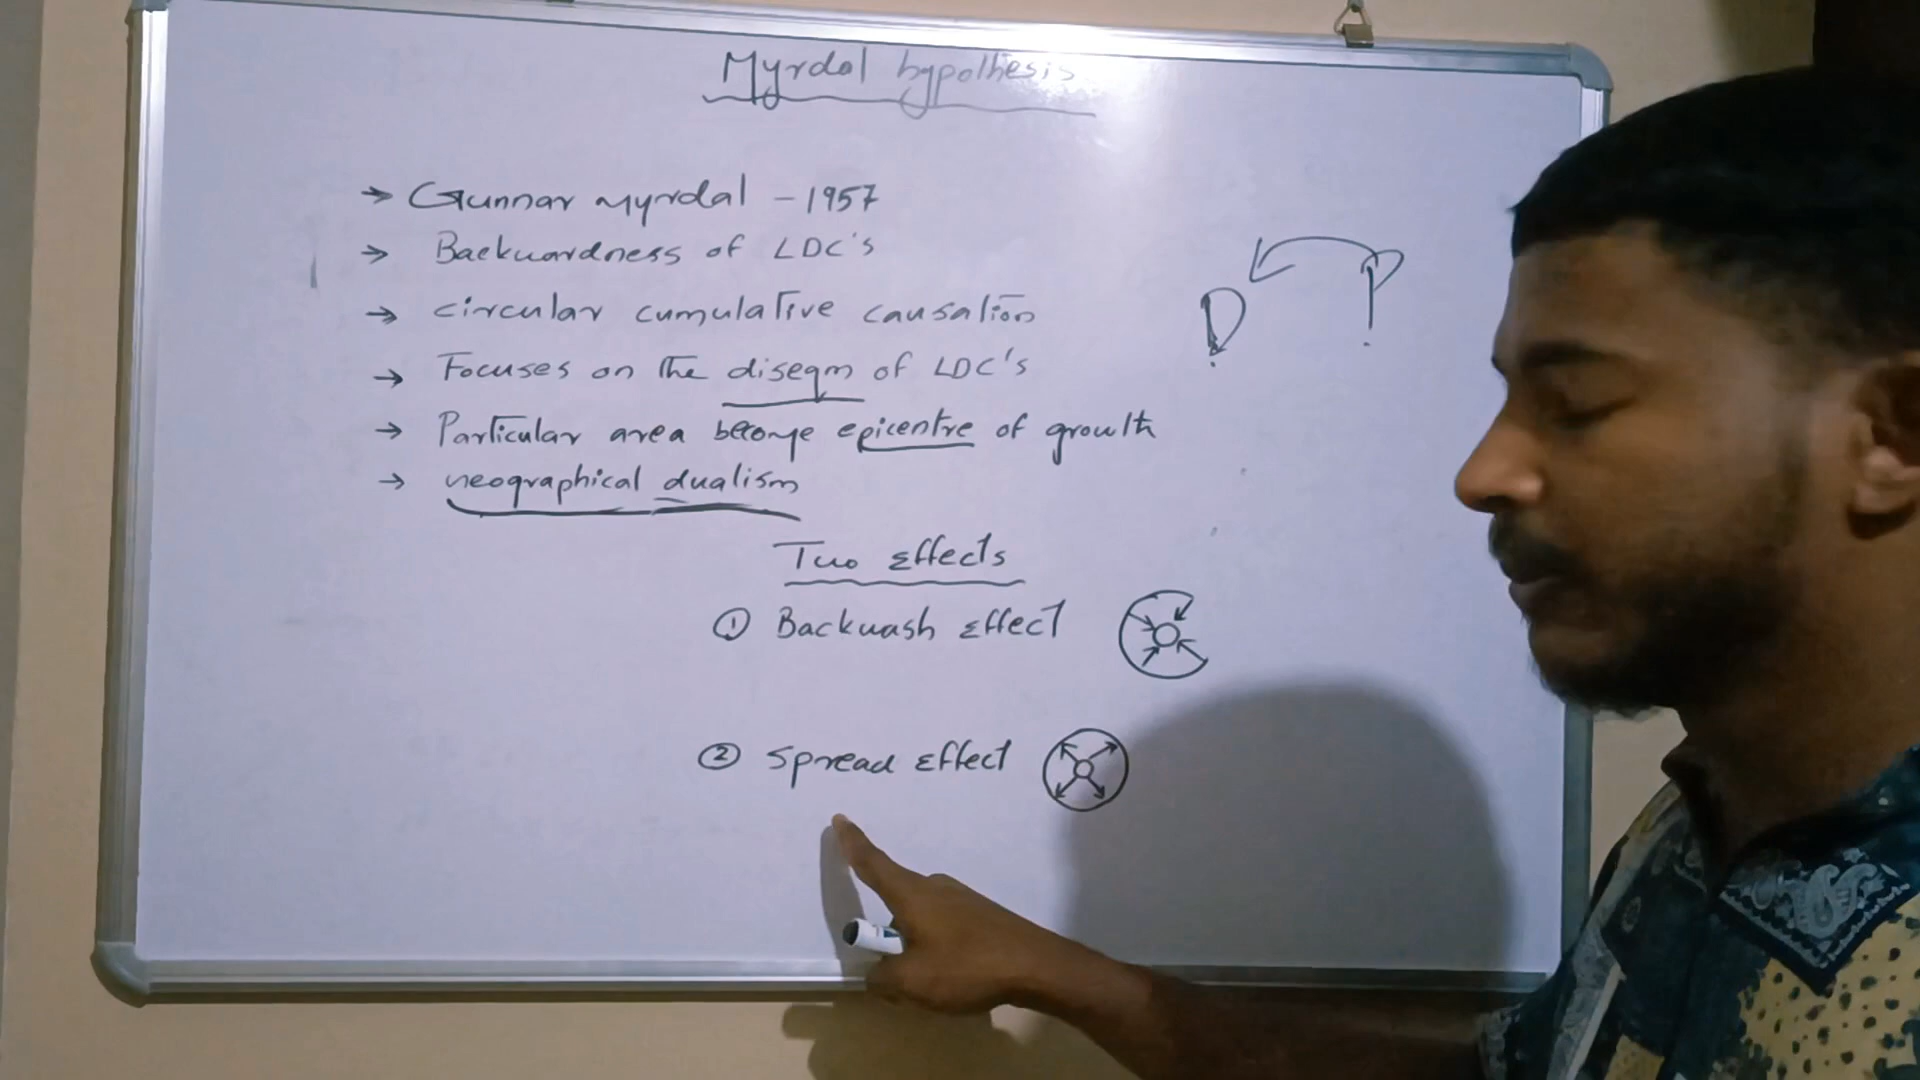 Myrdal hypothesis
→ Gunnar Myrdal - 1957
→ Backwardness of LDC's
→ circular cumulative causation
→ Focuses on the diseqm of LDC's
→ Particular area become epicentre of growth
→ neographical dualism
Two Effects
① Backwash Effect
② Spread Effect
D P